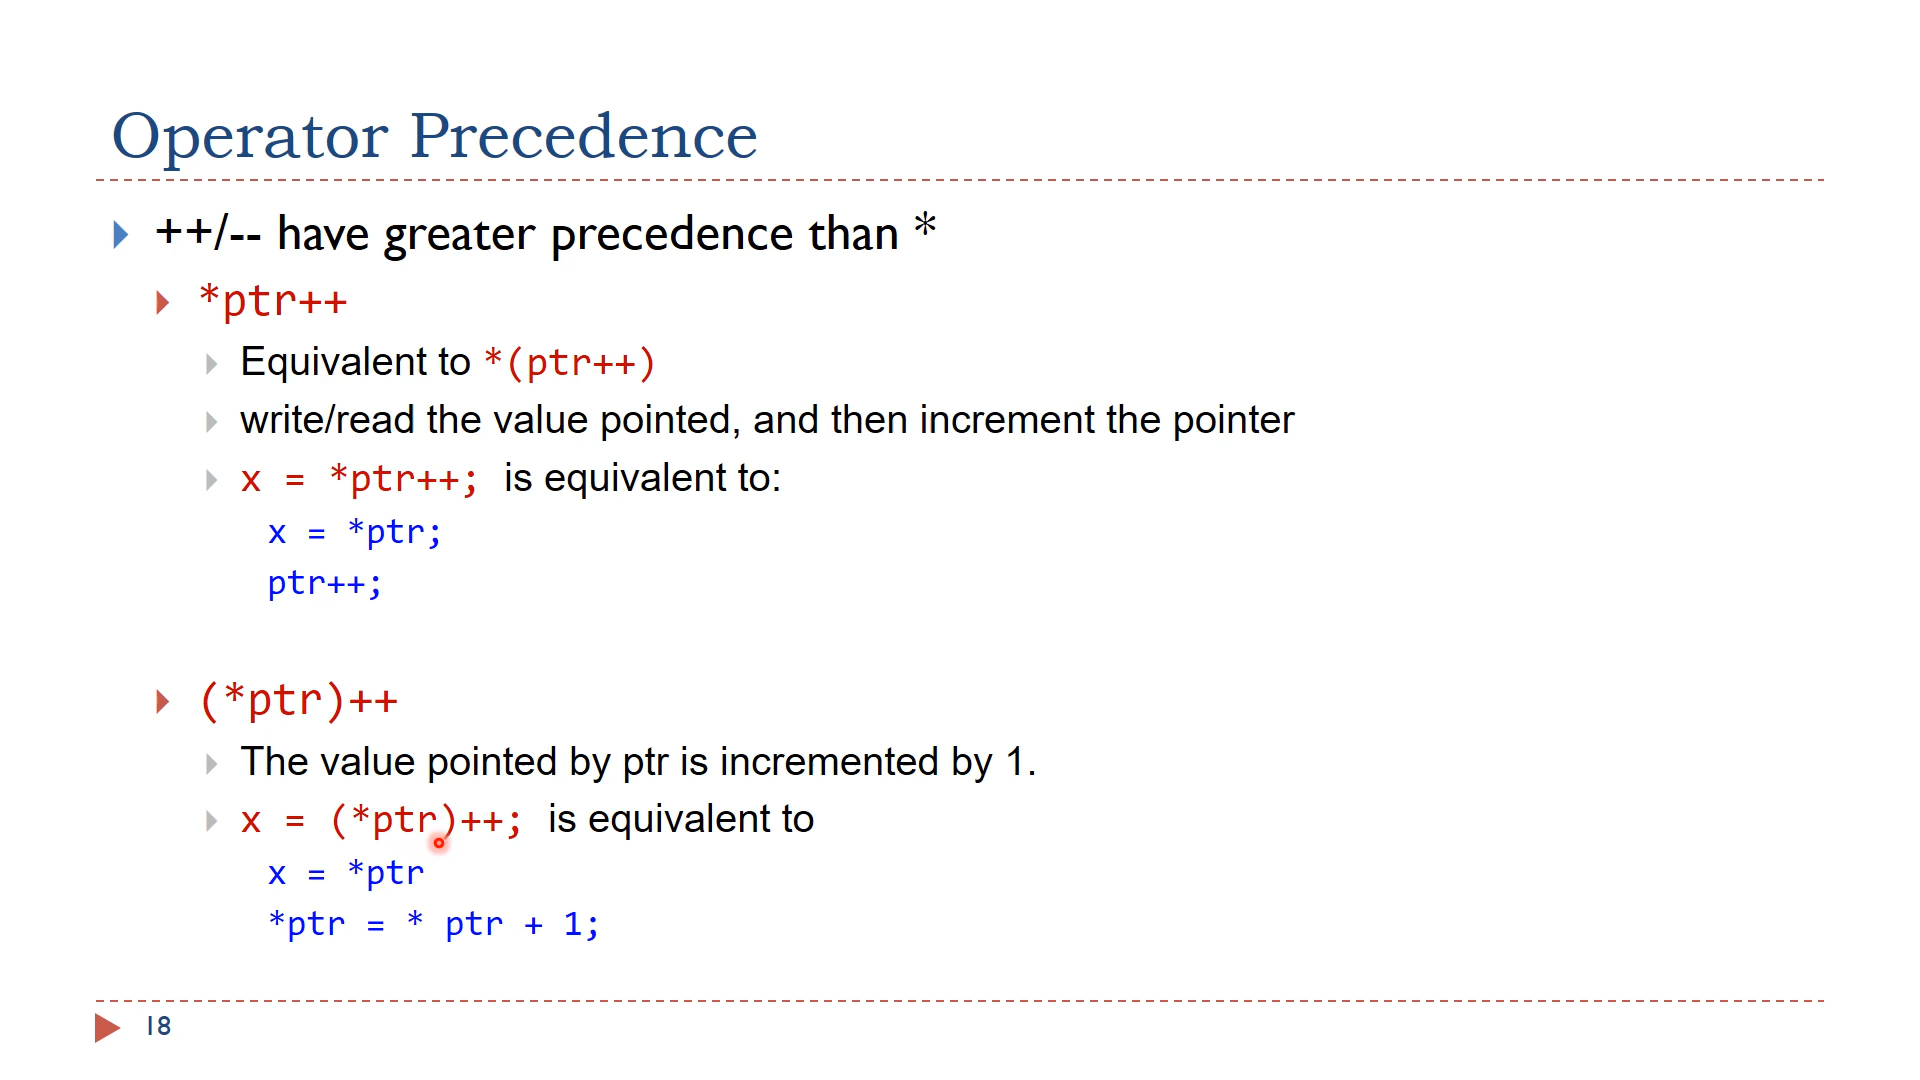 Operator Precedence
++/-- have greater precedence than *
*ptr++
Equivalent to *(ptr++)
write/read the value pointed, and then increment the pointer
x = *ptr++; is equivalent to:
x = *ptr;
ptr++;
(*ptr)++
The value pointed by ptr is incremented by 1.
x = (*ptr)++; is equivalent to
x = *ptr
*ptr = * ptr + 1;
18